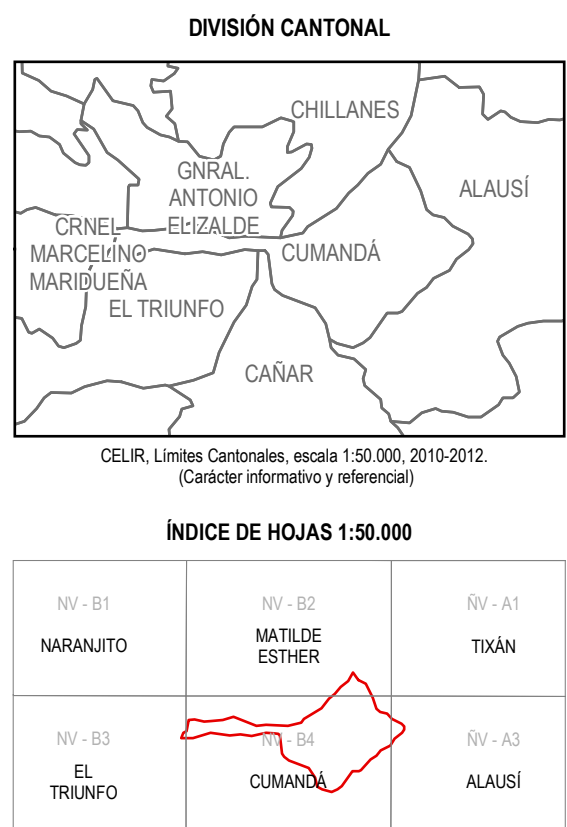 DIVISIÓN CANTONAL
CHILLANES
GNRAL.
ANTONIO
ELIZALDE
ALAUSÍ
CRNEL
MARCELINO
MARIDUEÑA
CUMANDÁ
EL TRIUNFO
CAÑAR
CELIR, Límites Cantonales, escala 1:50.000, 2010-2012.
(Carácter informativo y referencial)
ÍNDICE DE HOJAS 1:50.000
NV - B1
NARANJITO
NV - B2
MATILDE
ESTHER
ÑV - A1
TIXÁN
NV - B3
EL
TRIUNFO
NV - B4
CUMANDÁ
ÑV - A3
ALAUSÍ